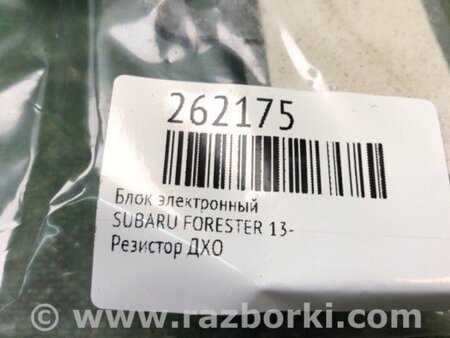 262175
Блок электронный
SUBARU FORESTER 13-
Резистор ДХО
www.razborki.com